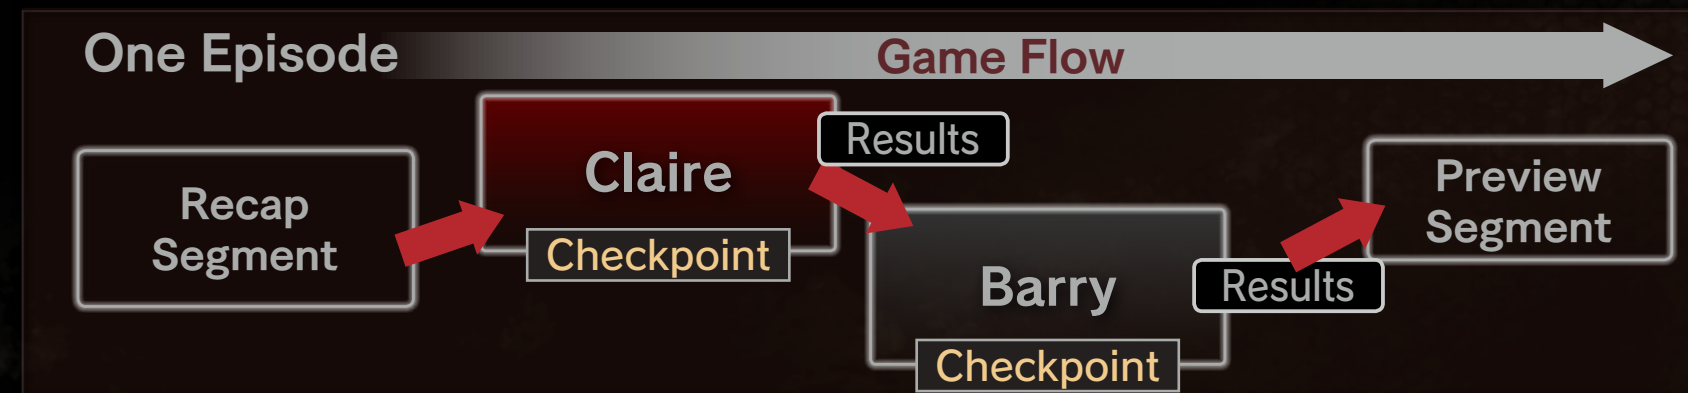 One Episode
Game Flow
Recap
Segment
Claire
Checkpoint
Results
Barry
Checkpoint
Results
Preview
Segment